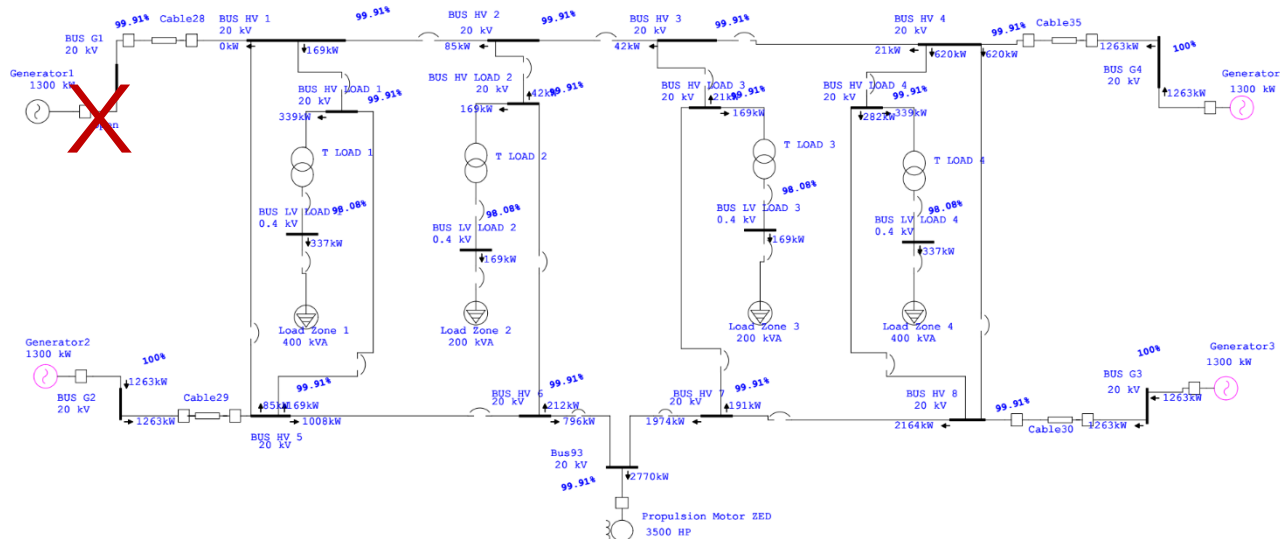 BUS G1
20 kV
99.91%
Cable28
BUS HV 1
20 kV
0kW
169kW
99.91%
BUS HV 2
20 kV
85kW
99.91%
BUS HV 3
20 kV
42kW
99.91%
BUS HV 4
20 kV
21kW
620kW
620kW
99.91%
Cable35
1263kW
100%
BUS G4
20 kV
1263kW
Generator
1300 kW
Generator1
1300 kW
BUS HV LOAD 1
20 kV
99.91%
339kW
BUS HV LOAD 2
20 kV
42kW
99.91%
169kW
BUS HV LOAD 3
20 kV
21kW
99.91%
169kW
BUS HV LOAD 4
20 kV
99.91%
282kW
339kW
T LOAD 1
T LOAD 2
T LOAD 3
T LOAD 4
98.08%
BUS LV LOAD
0.4 kV
337kW
98.08%
BUS LV LOAD 2
0.4 kV
169kW
98.08%
BUS LV LOAD 3
0.4 kV
169kW
98.08%
BUS LV LOAD 4
0.4 kV
337kW
Load Zone 1
400 kVA
Load Zone 2
200 kVA
Load Zone 3
200 kVA
Load Zone 4
400 kVA
Generator2
1300 kW
100%
1263kW
BUS G2
20 kV
1263kW
Cable29
99.91%
85kW
169kW
1008kW
BUS HV 5
20 kV
99.91%
BUS HV 6
20 kV
212kW
796kW
99.91%
BUS HV 7
20 kV
191kW
1974kW
BUS HV 8
20 kV
2164kW
99.91%
Cable30
1263kW
100%
BUS G3
20 kV
1263kW
Generator3
1300 kW
Bus93
20 kV
2770kW
99.91%
Propulsion Motor ZED
3500 HP